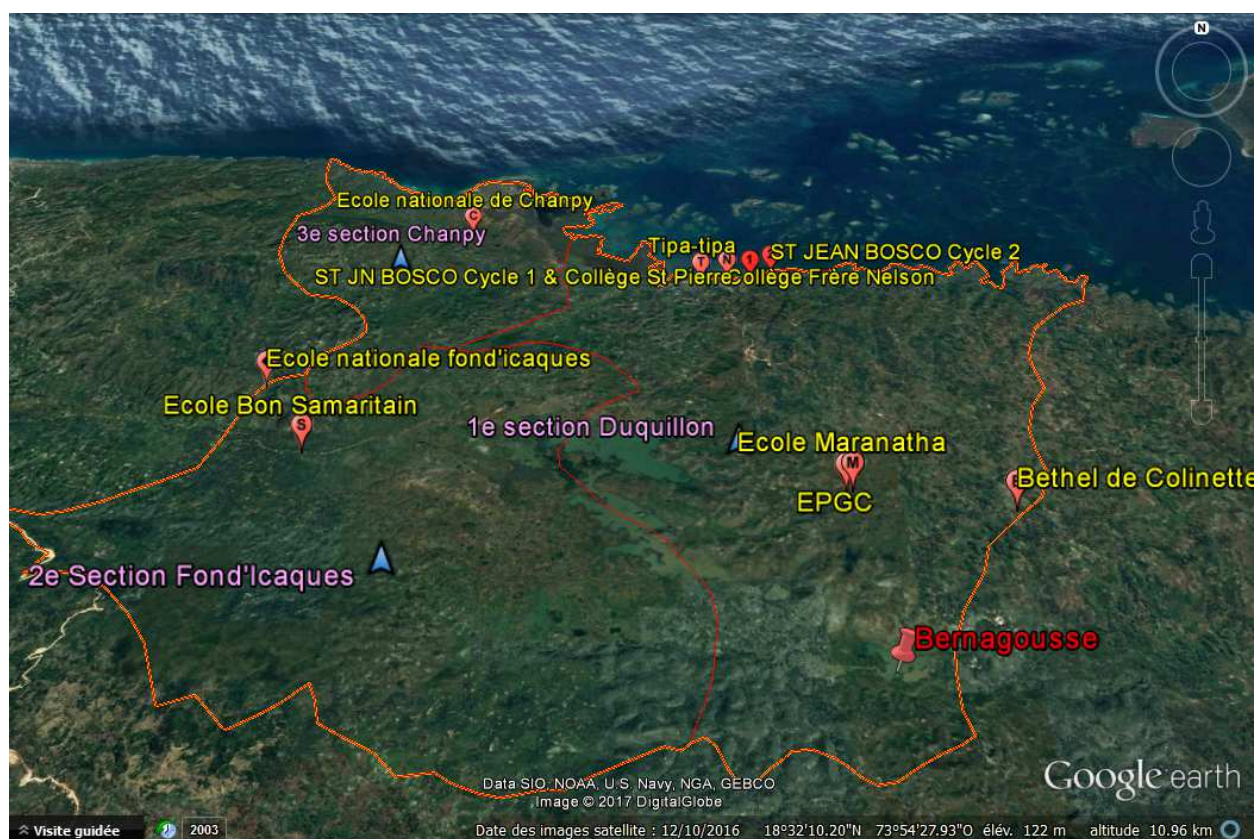 N
Ecole nationale de Chanpy
C
3e section Chanpy
Tipa-tipa
ST JEAN BOSCO Cycle 2
T
N
1
ST JN BOSCO Cycle 1 & Collège St Pierre
Collège Frère Nelson
Ecole nationale fond'icaques
Ecole Bon Samaritain
S
1e section Duquillon
Ecole Maranatha
M
EPGC
Bethel de Colinette
2e Section Fond'Icaques
Bernagousse
Data SIO, NOAA, U.S. Navy, NGA, GEBCO
Image © 2017 DigitalGlobe
Google earth
Visite guidée
2003
Date des images satellite : 12/10/2016 18°32'10.20"N 73°54'27.93"O élév. 122 m altitude 10.96 km